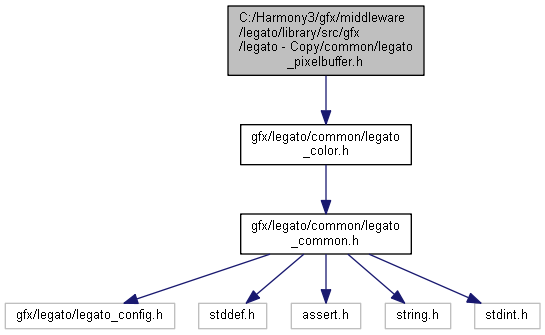 C:/Harmony3/gfx/middleware
/legato/library/src/gfx
/legato - Copy/common/legato
_pixelbuffer.h
gfx/legato/common/legato
_color.h
gfx/legato/common/legato
_common.h
gfx/legato/legato_config.h
stddef.h
assert.h
string.h
stdint.h